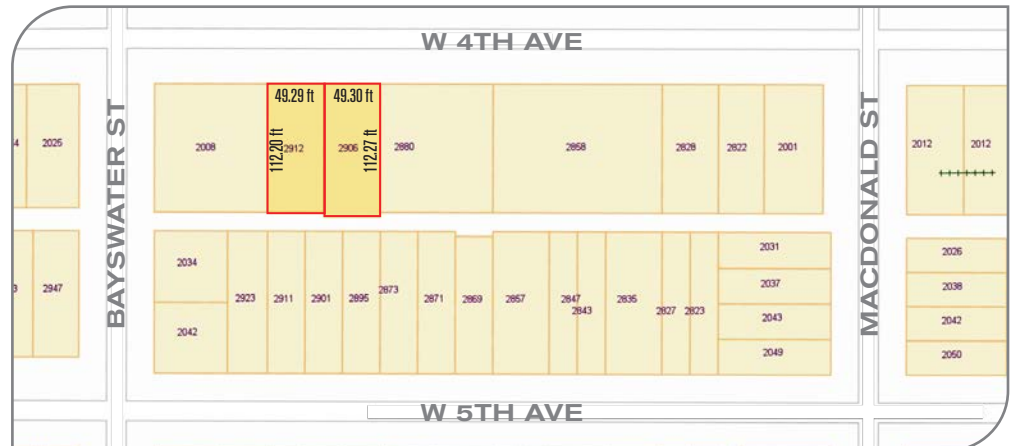 W 4TH AVE
BAYSWATER ST
MACDONALD ST
49.29 ft 49.30 ft
112.20 ft 112.27 ft
4 2025 2008 2912 2906 2880 2858 2828 2822 2001 2012 2012
3 2947
2034
2042
2923 2911 2901 2895 2873 2871 2869 2857 2847 2843 2835 2827 2823
2031
2037
2043
2049
2026
2038
2042
2050
W 5TH AVE